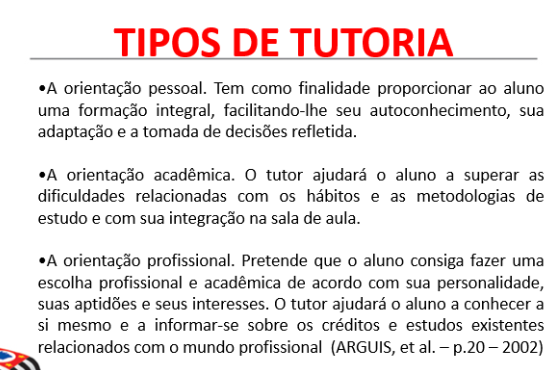 TIPOS DE TUTORIA
•A orientação pessoal. Tem como finalidade proporcionar ao aluno
uma formação integral, facilitando-lhe seu autoconhecimento, sua
adaptação e a tomada de decisões refletida.
•A orientação acadêmica. O tutor ajudará o aluno a superar as
dificuldades relacionadas com os hábitos e as metodologias de
estudo e com sua integração na sala de aula.
•A orientação profissional. Pretende que o aluno consiga fazer uma
escolha profissional e acadêmica de acordo com sua personalidade,
suas aptidões e seus interesses. O tutor ajudará o aluno a conhecer a
si mesmo e a informar-se sobre os créditos e estudos existentes
relacionados com o mundo profissional (ARGUIS, et al. – p.20 – 2002)